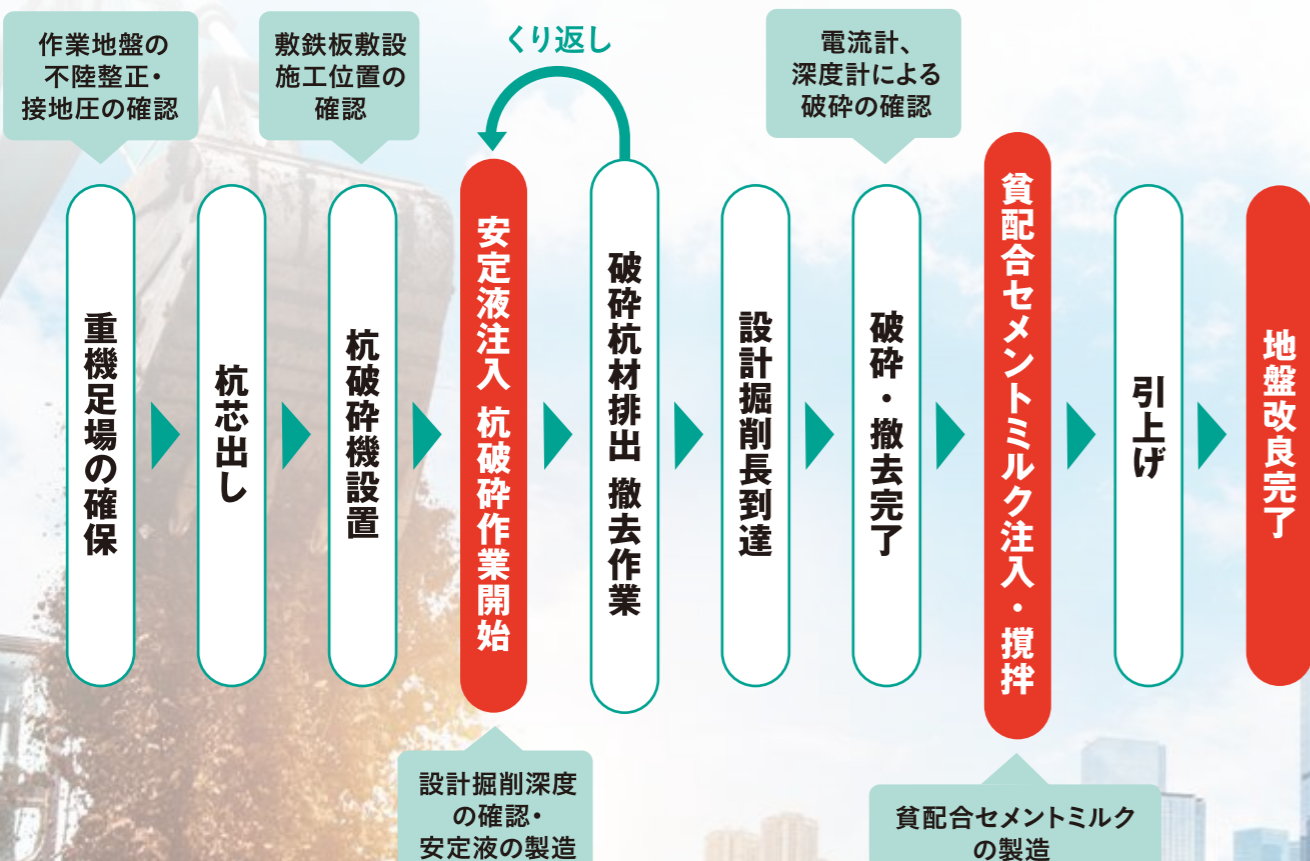 作業地盤の
不陸整正・
接地圧の確認
敷鉄板敷設
施工位置の
確認
くり返し
電流計、
深度計による
破砕の確認
重機足場の確保
杭芯出し
杭破砕機設置
安定液注入 杭破砕作業開始
破砕杭材排出 撤去作業
設計掘削長到達
破砕・撤去完了
貧配合セメントミルク注入・撹拌
引上げ
地盤改良完了
設計掘削深度
の確認・
安定液の製造
貧配合セメントミルク
の製造